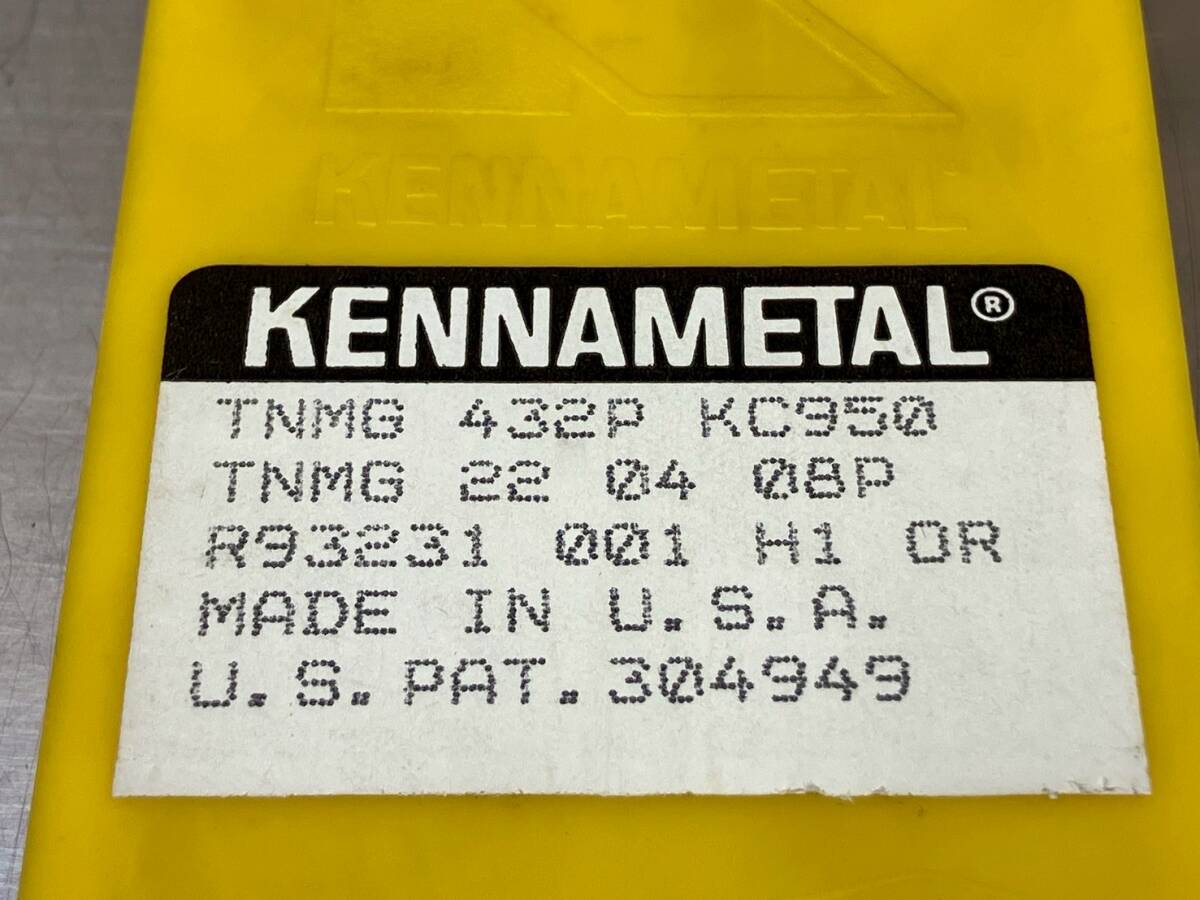 KENNAMETAL
KENNAMETAL®
TNMG 432P KC950
TNMG 22 04 08P
R93231 001 H1 OR
MADE IN U.S.A.
U.S.PAT.304949